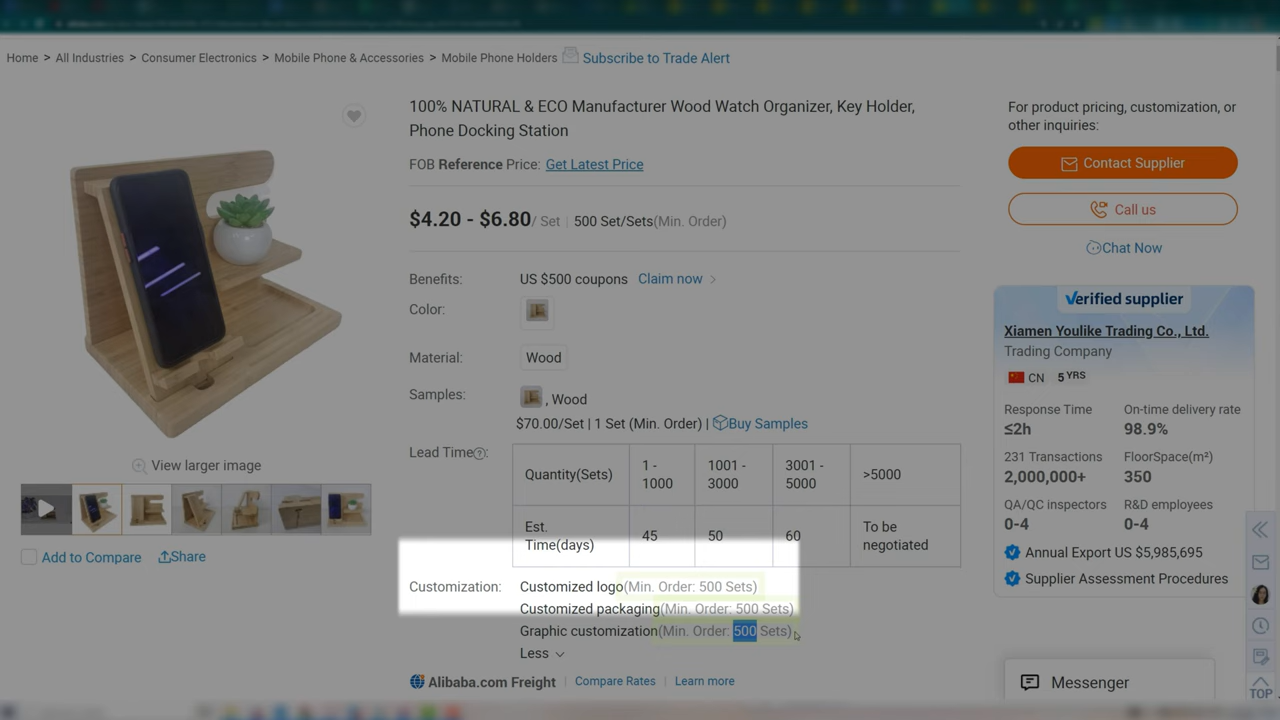 Home > All Industries > Consumer Electronics > Mobile Phone & Accessories > Mobile Phone Holders Subscribe to Trade Alert
100% NATURAL & ECO Manufacturer Wood Watch Organizer, Key Holder,
Phone Docking Station
FOB Reference Price: Get Latest Price
$4.20 - $6.80/ Set | 500 Set/Sets(Min. Order)
Benefits: US $500 coupons Claim now >
Color:
Material: Wood
Samples: , Wood
$70.00/Set | 1 Set (Min. Order) | Buy Samples
Lead Time
Quantity(Sets) 1 - 1000 1001 - 3000 3001 - 5000 >5000
Est. Time(days) 45 50 60 To be negotiated
Customization: Customized logo(Min. Order: 500 Sets)
Customized packaging(Min. Order: 500 Sets)
Graphic customization(Min. Order: 500 Sets)
Less
Alibaba.com Freight | Compare Rates | Learn more
View larger image
Add to Compare Share
For product pricing, customization, or
other inquiries:
Contact Supplier
Call us
Chat Now
Verified supplier
Xiamen Youlike Trading Co., Ltd.
Trading Company
CN 5 YRS
Response Time On-time delivery rate
≤2h 98.9%
231 Transactions FloorSpace(m²)
2,000,000+ 350
QA/QC inspectors R&D employees
0-4 0-4
Annual Export US $5,985,695
Supplier Assessment Procedures
Messenger
TOP